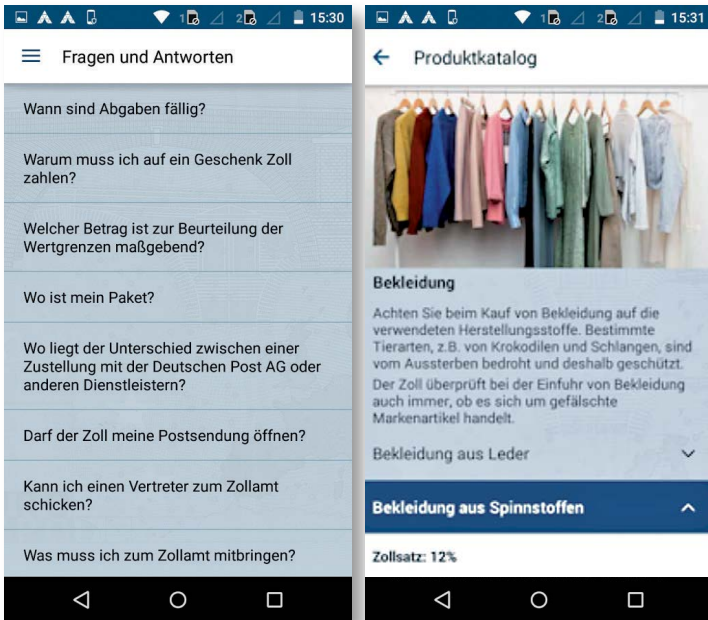 1 2 15:30
Fragen und Antworten
Wann sind Abgaben fällig?
Warum muss ich auf ein Geschenk Zoll
zahlen?
Welcher Betrag ist zur Beurteilung der
Wertgrenzen maßgebend?
Wo ist mein Paket?
Wo liegt der Unterschied zwischen einer
Zustellung mit der Deutschen Post AG oder
anderen Dienstleistern?
Darf der Zoll meine Postsendung öffnen?
Kann ich einen Vertreter zum Zollamt
schicken?
Was muss ich zum Zollamt mitbringen?
1 2 15:31
Produktkatalog
Bekleidung
Achten Sie beim Kauf von Bekleidung auf die
verwendeten Herstellungsstoffe. Bestimmte
Tierarten, z.B. von Krokodilen und Schlangen, sind
vom Aussterben bedroht und deshalb geschützt.
Der Zoll überprüft bei der Einfuhr von Bekleidung
auch immer, ob es sich um gefälschte
Markenartikel handelt.
Bekleidung aus Leder
Bekleidung aus Spinnstoffen
Zollsatz: 12%